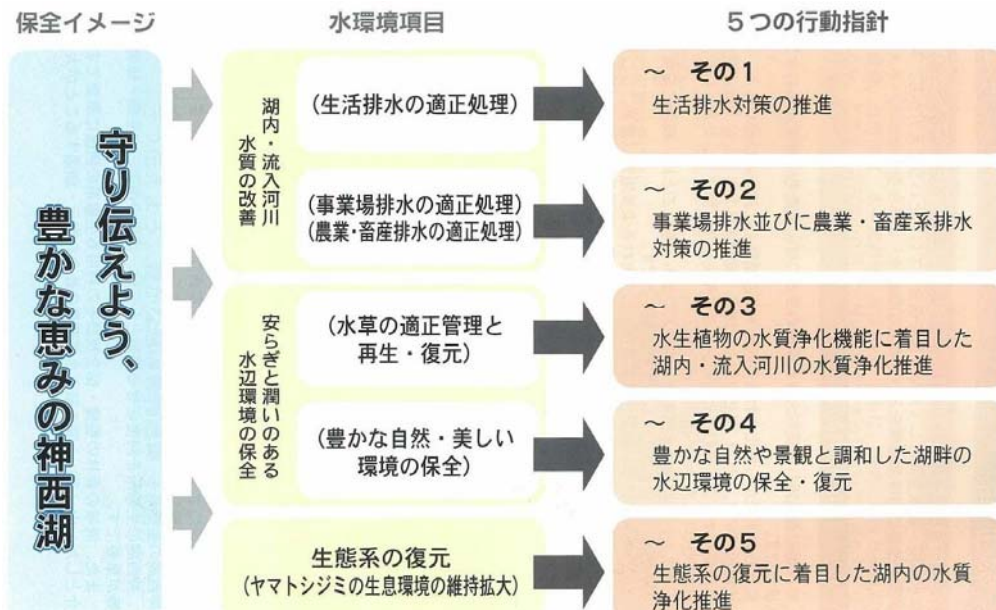 保全イメージ
水環境項目
5つの行動指針
守り伝えよう、
豊かな恵みの神西湖
湖内・流入河川
水質の改善
(生活排水の適正処理)
～ その1
生活排水対策の推進
(事業場排水の適正処理)
(農業・畜産排水の適正処理)
～ その2
事業場排水並びに農業・畜産系排水
対策の推進
安らぎと潤いのある
水辺環境の保全
(水草の適正管理と
再生・復元)
～ その3
水生植物の水質浄化機能に着目した
湖内・流入河川の水質浄化推進
(豊かな自然・美しい
環境の保全)
～ その4
豊かな自然や景観と調和した湖畔の
水辺環境の保全・復元
生態系の復元
(ヤマトシジミの生息環境の維持拡大)
～ その5
生態系の復元に着目した湖内の水質
浄化推進